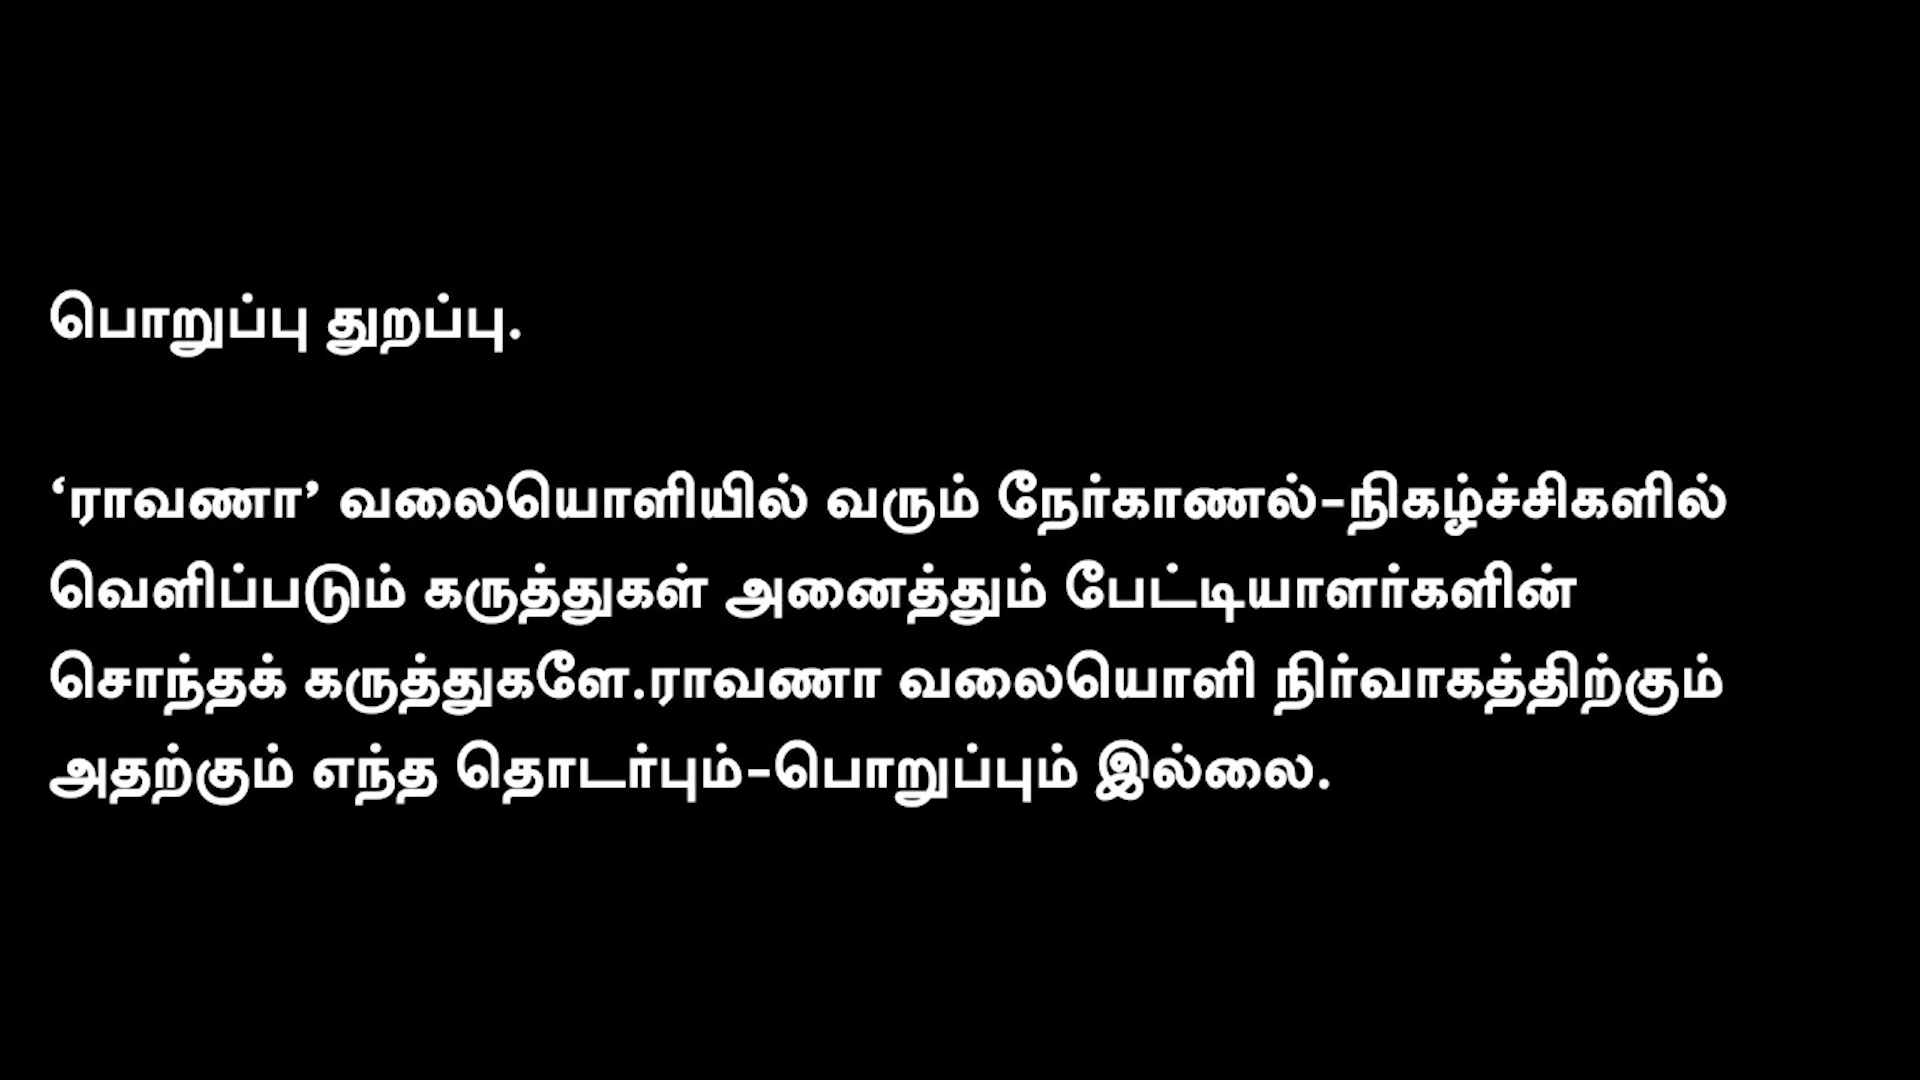 பொறுப்பு துறப்பு.
‘ராவணா’ வலையொளியில் வரும் நேர்காணல்-நிகழ்ச்சிகளில்
வெளிப்படும் கருத்துகள் அனைத்தும் பேட்டியாளர்களின்
சொந்தக் கருத்துகளே.ராவணா வலையொளி நிர்வாகத்திற்கும்
அதற்கும் எந்த தொடர்பும்-பொறுப்பும் இல்லை.